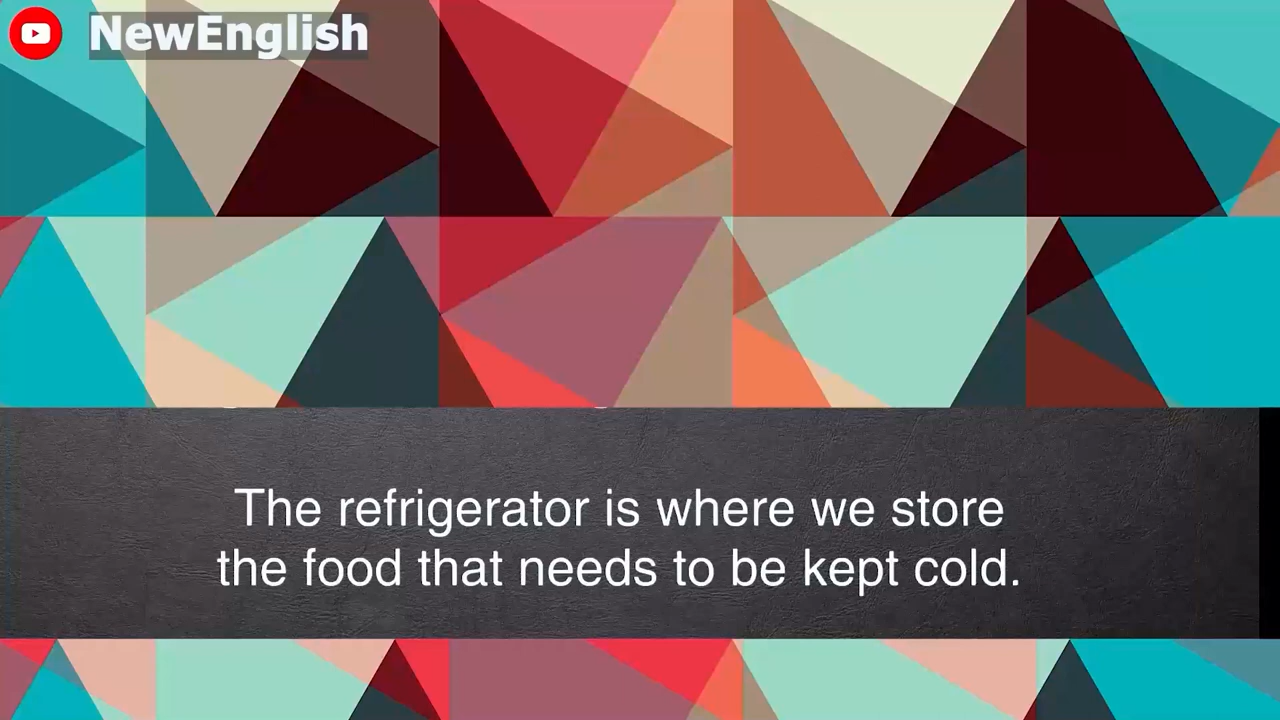 NewEnglish
The refrigerator is where we store
the food that needs to be kept cold.